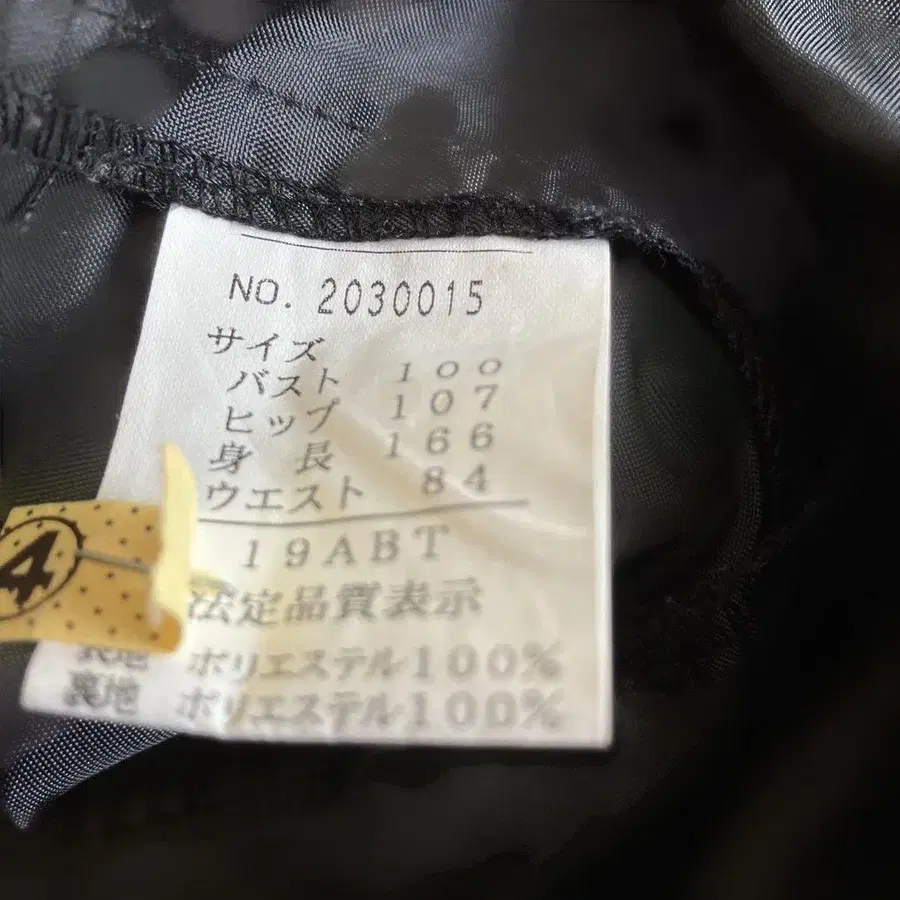 NO. 2030015
サイズ
バスト 100
ヒップ 107
身長 166
ウエスト 84
19ABT
法定品質表示
表地 ポリエステル100%
裏地 ポリエステル100%
4